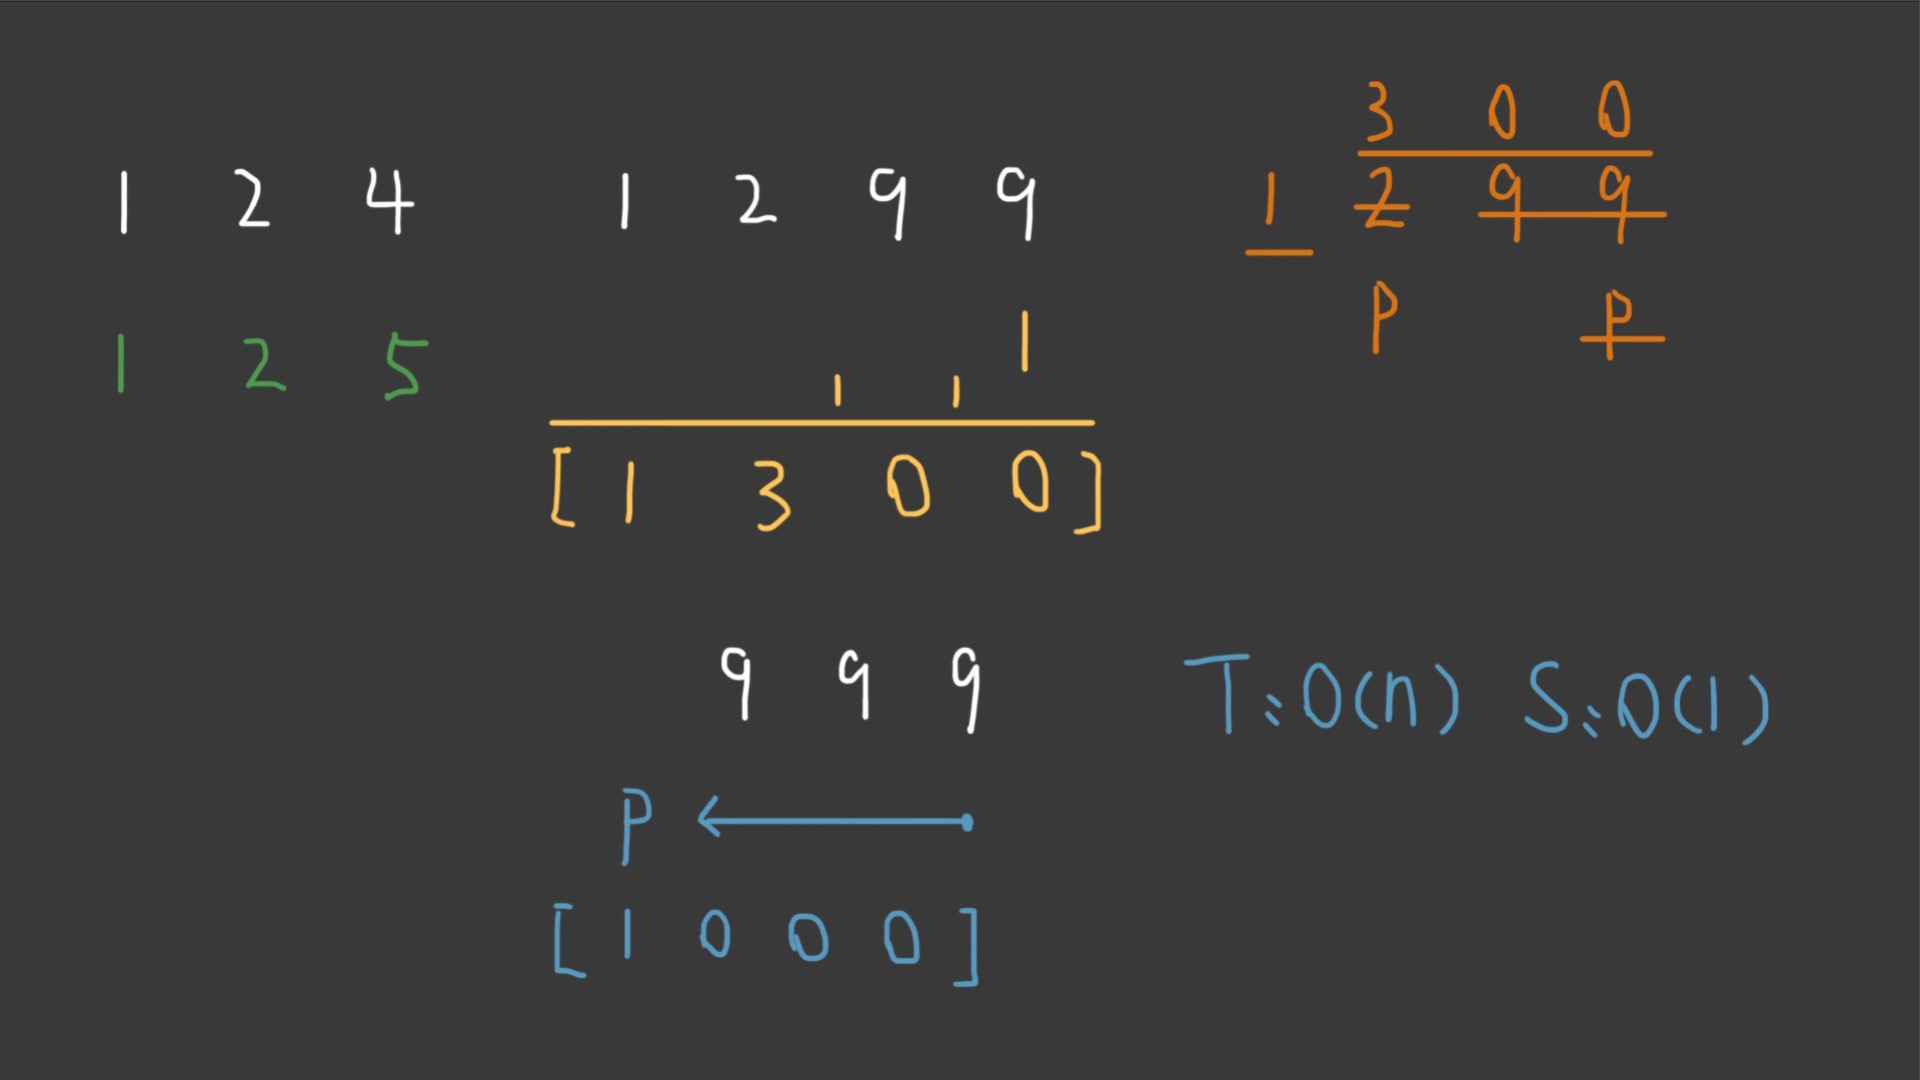 1 2 4
1 2 5
1 2 9 9
1
1 1
[ 1 3 0 0 ]
3 0 0
1 2 9 9
P P
9 9 9
P
[ 1 0 0 0 ]
T: O(n) S: O(1)